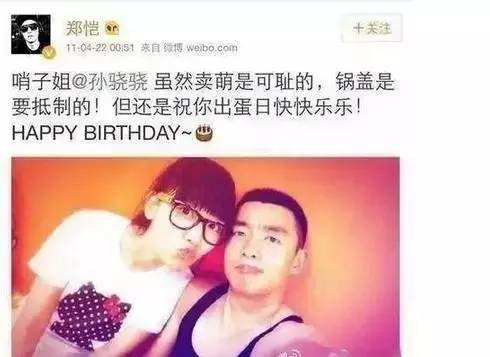 郑恺
+关注
11-04-22 00:51 来自 微博 weibo.com
哨子姐@孙骁骁 虽然卖萌是可耻的，锅盖是
要抵制的！但还是祝你出蛋日快快乐乐！
HAPPY BIRTHDAY~